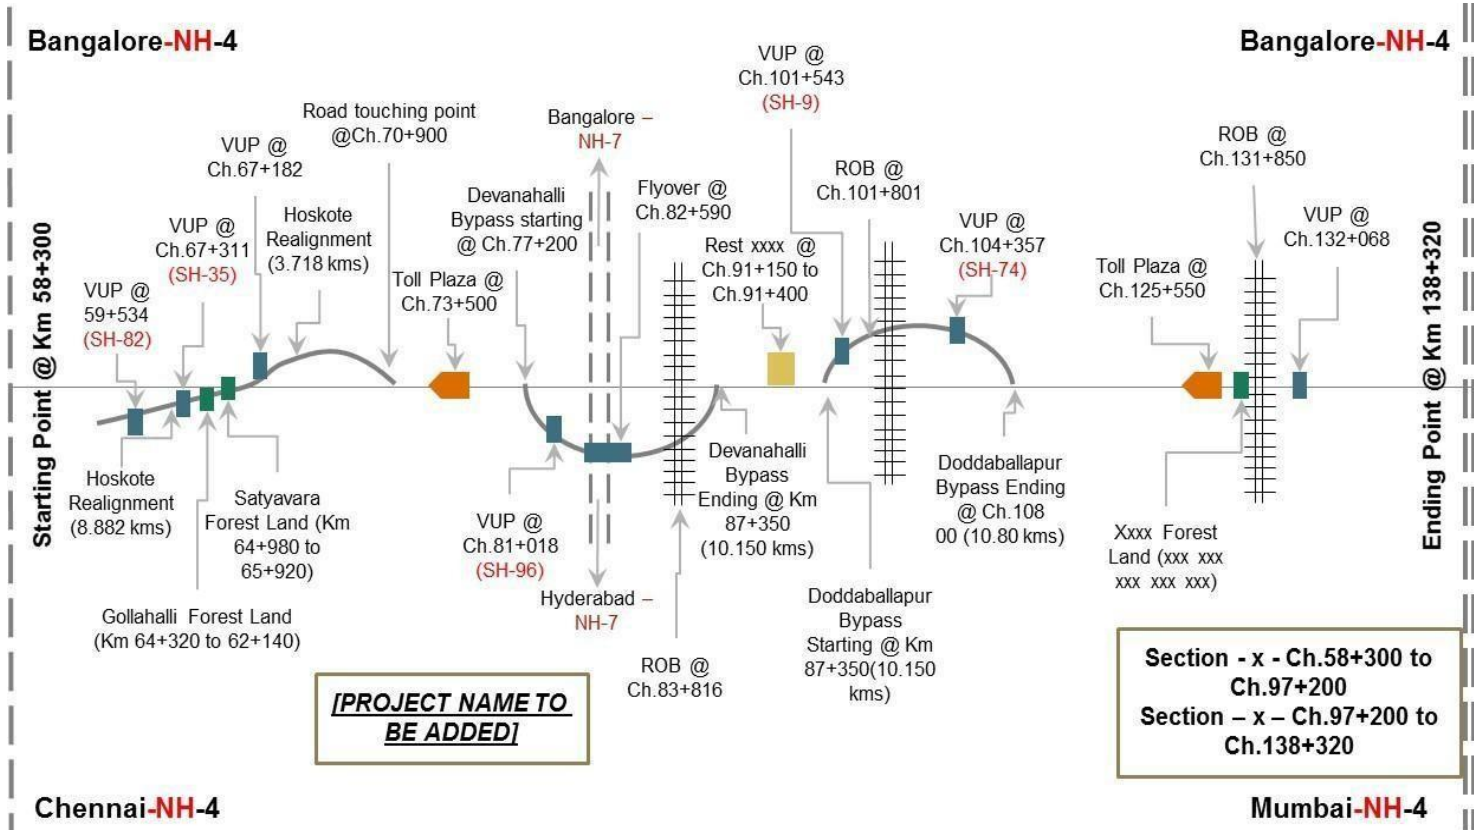 Bangalore-NH-4
Bangalore-NH-4
Starting Point @ Km 58+300
VUP @
59+534
(SH-82)
VUP @
Ch.67+311
(SH-35)
VUP @
Ch.67+182
Hoskote
Realignment
(3.718 kms)
Road touching point
@Ch.70+900
Toll Plaza @
Ch.73+500
Devanahalli
Bypass starting
@ Ch.77+200
Bangalore –
NH-7
Flyover @
Ch.82+590
Rest xxxx @
Ch.91+150 to
Ch.91+400
VUP @
Ch.101+543
(SH-9)
ROB @
Ch.101+801
VUP @
Ch.104+357
(SH-74)
Toll Plaza @
Ch.125+550
ROB @
Ch.131+850
VUP @
Ch.132+068
Ending Point @ Km 138+320
Hoskote
Realignment
(8.882 kms)
Satyavara
Forest Land (Km
64+980 to
65+920)
Gollahalli Forest Land
(Km 64+320 to 62+140)
VUP @
Ch.81+018
(SH-96)
Hyderabad –
NH-7
ROB @
Ch.83+816
Devanahalli
Bypass
Ending @ Km
87+350
(10.150 kms)
Doddaballapur
Bypass
Starting @ Km
87+350(10.150
kms)
Doddaballapur
Bypass Ending
@ Ch.108
00 (10.80 kms)
Xxxx Forest
Land (xxx xxx
xxx xxx xxx)
[PROJECT NAME TO
BE ADDED]
Section - x - Ch.58+300 to
Ch.97+200
Section – x – Ch.97+200 to
Ch.138+320
Chennai-NH-4
Mumbai-NH-4